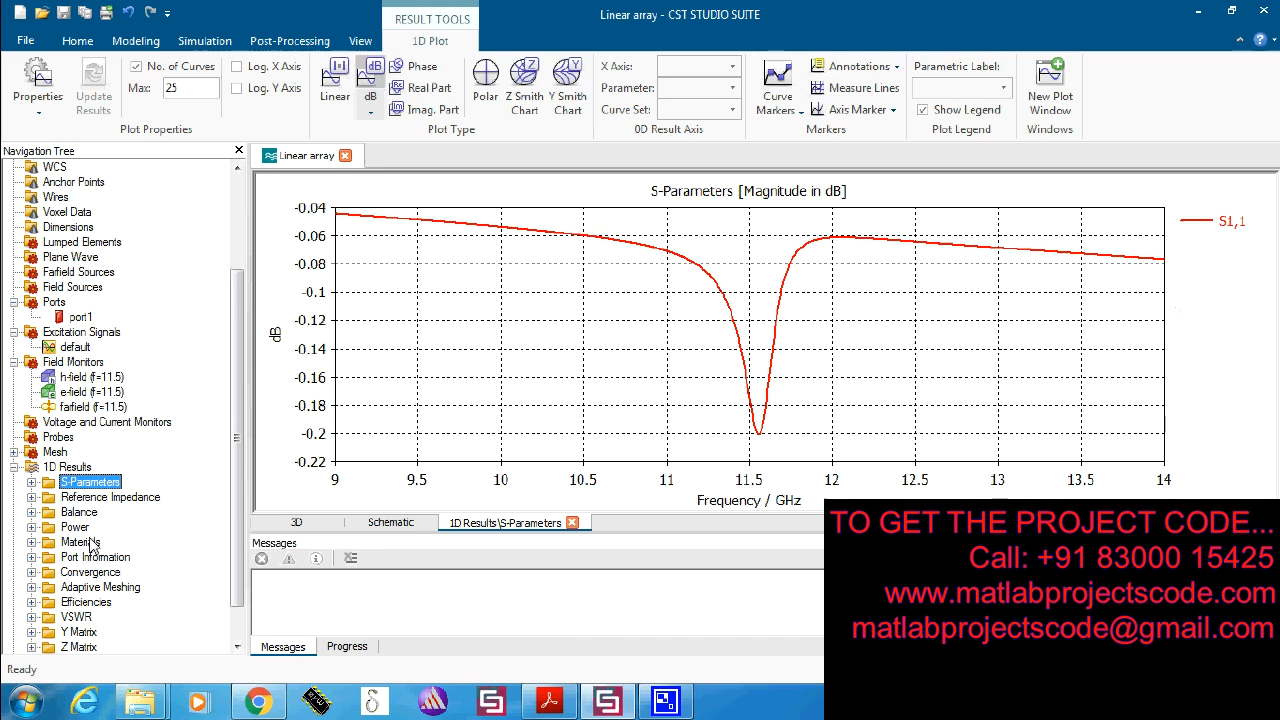 RESULT TOOLS
Linear array - CST STUDIO SUITE
File
Home
Modeling
Simulation
Post-Processing
View
1D Plot
Properties
Update
Results
No. of Curves
Max:
25
Plot Properties
Log. X Axis
Log. Y Axis
Linear
dB
Phase
Real Part
Imag. Part
Polar
Z Smith
Chart
Y Smith
Chart
Plot Type
X Axis:
Parameter:
Curve Set:
0D Result Axis
Curve
Markers
Annotations
Measure Lines
Axis Marker
Markers
Parametric Label:
Show Legend
Plot Legend
New Plot
Window
Windows
Navigation Tree
WCS
Anchor Points
Wires
Voxel Data
Dimensions
Lumped Elements
Plane Wave
Farfield Sources
Field Sources
Ports
port1
Excitation Signals
default
Field Monitors
h-field (f=11.5)
e-field (f=11.5)
farfield (f=11.5)
Voltage and Current Monitors
Probes
Mesh
1D Results
S-Parameters
Reference Impedance
Balance
Power
Materials
Port Information
Convergence
Adaptive Meshing
Efficiencies
VSWR
Y Matrix
Z Matrix
Linear array
S-Parameters [Magnitude in dB]
S1,1
dB
-0.04
-0.06
-0.08
-0.1
-0.12
-0.14
-0.16
-0.18
-0.2
-0.22
9
9.5
10
10.5
11
11.5
12
12.5
13
13.5
14
Frequency / GHz
3D
Schematic
1D Results\S-Parameters
Messages
Messages
Progress
Ready
TO GET THE PROJECT CODE...
Call: +91 83000 15425
www.matlabprojectscode.com
matlabprojectscode@gmail.com